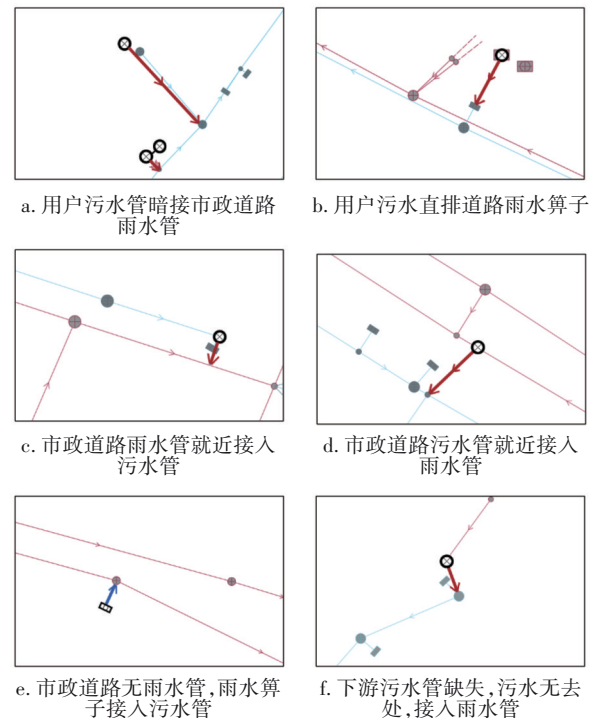 a. 用户污水管暗接市政道路
雨水管
b. 用户污水直排道路雨水箅子
c. 市政道路雨水管就近接入
污水管
d. 市政道路污水管就近接入
雨水管
e. 市政道路无雨水管,雨水箅
子接入污水管
f. 下游污水管缺失,污水无去
处,接入雨水管